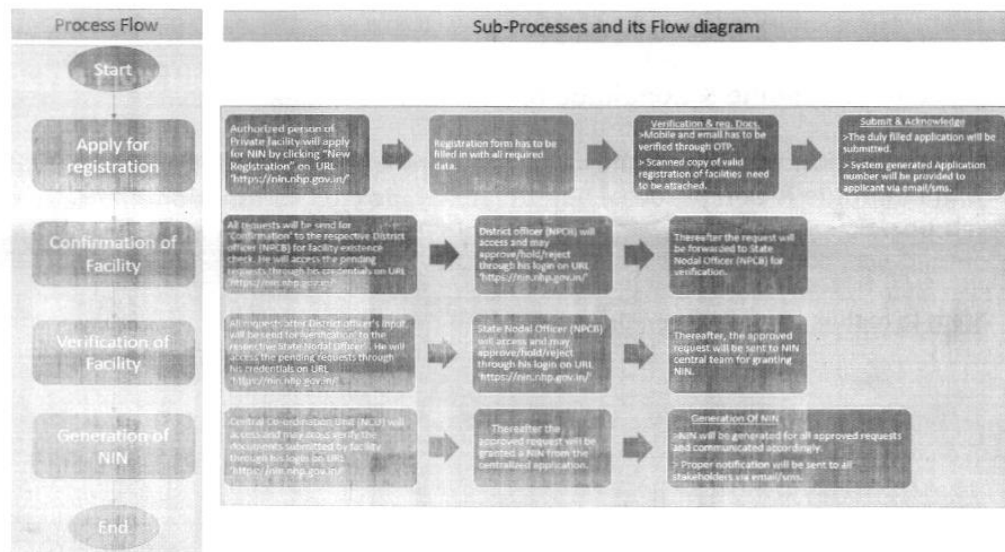 Process Flow
Sub-Processes and its Flow diagram
Start
Apply for
registration
Authorized person of
Private facility will apply
for NIN by clicking "New
Registration" on URL
'https://nin.nhp.gov.in/'
Registration form has to be
filled in with all required
data.
Verification & reg. Docs.
>Mobile and email has to be
verified through OTP.
> Scanned copy of valid
registration of facilities need
to be attached.
Submit & Acknowledge
>The duly filled application will be
submitted.
> System generated Application
number will be provided to
applicant via email/sms.
Confirmation of
Facility
All requests will be send for
'Confirmation' to the respective District
officer (NPCB) for facility existence
check. He will access the pending
requests through his credentials on URL
'https://nin.nhp.gov.in/'
District officer (NPCB) will
access and may
approve/hold/reject
through his login on URL
'https://nin.nhp.gov.in/'
Thereafter the request will
be forwarded to State
Nodal Officer (NPCB) for
verification.
Verification of
Facility
All requests after District officer's input
will be send for 'verification' to the
respective State Nodal Officer . He will
access the pending requests through
his credentials on URL
'https://nin.nhp.gov.in/'
State Nodal Officer (NPCB)
will access and may
approve/hold/reject
through his login on URL
'https://nin.nhp.gov.in/'
Thereafter, the approved
request will be sent to NIN
central team for granting
NIN.
Generation of
NIN
Central Co-ordination Unit (NCU) will
access and may cross verify the
documents submitted by facility
through his login on URL
'https://nin.nhp.gov.in/'
Thereafter the
approved request will be
granted a NIN from the
centralized application.
Generation Of NIN
>NIN will be generated for all approved requests
and communicated accordingly.
> Proper notification will be sent to all
stakeholders via email/sms.
End